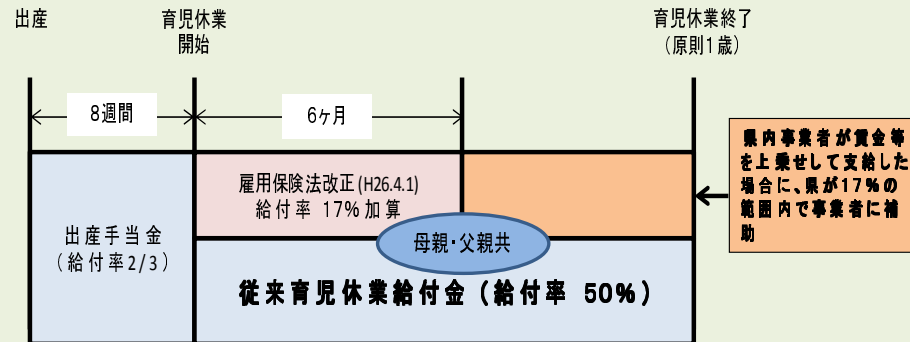 出産
育児休業
開始
育児休業終了
（原則1歳）
8週間
6ヶ月
雇用保険法改正(H26.4.1)
給付率 17%加算
県内事業者が賃金等
を上乗せして支給した
場合に、県が17%の
範囲内で事業者に補
助
出産手当金
（給付率2/3）
母親・父親共
従来育児休業給付金（給付率 50%）